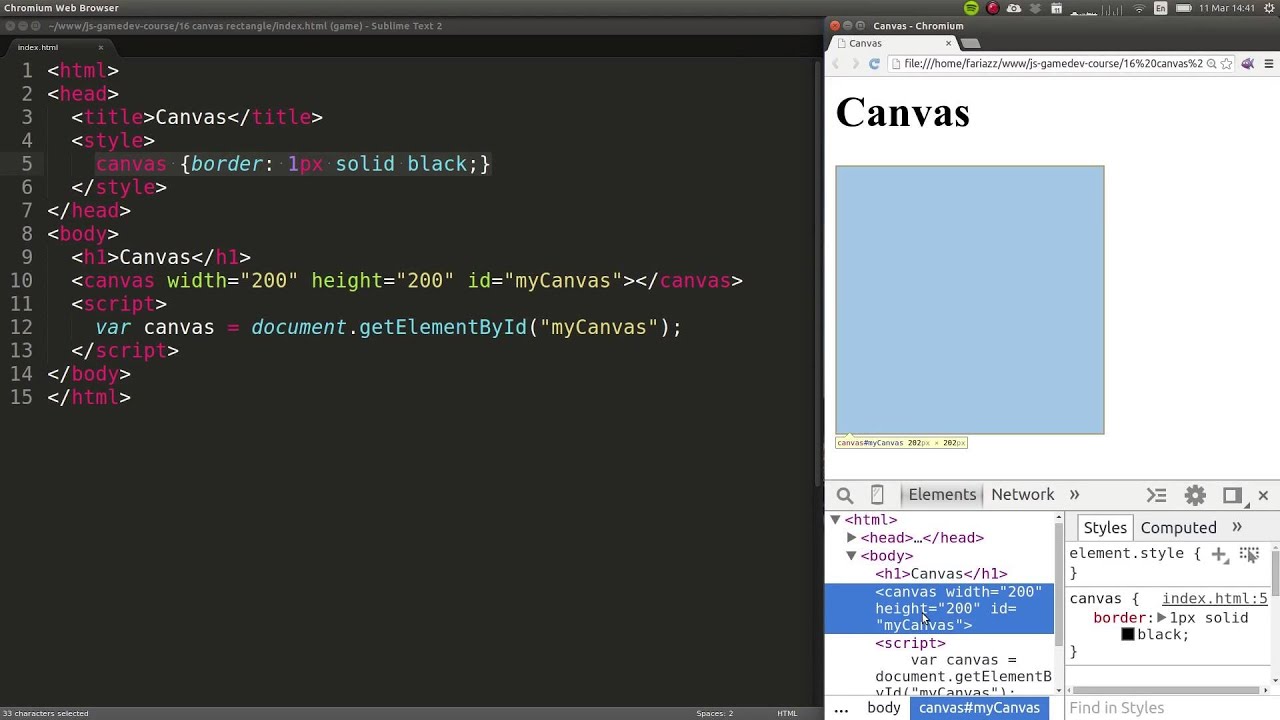 Chromium Web Browser
En
11 Mar 14:41
~/www/js-gamedev-course/16 canvas rectangle/index.html (game) - Sublime Text 2
index.html ×
1 <html>
2 <head>
3 <title>Canvas</title>
4 <style>
5 canvas {border: 1px solid black;}
6 </style>
7 </head>
8 <body>
9 <h1>Canvas</h1>
10 <canvas width="200" height="200" id="myCanvas"></canvas>
11 <script>
12 var canvas = document.getElementById("myCanvas");
13 </script>
14 </body>
15 </html>
33 characters selected
Spaces: 2
HTML
Canvas - Chromium
Canvas ×
file:///home/fariazz/www/js-gamedev-course/16%20canvas%2
Canvas
canvas#myCanvas 202px × 202px
Elements Network » ×
<html>
<head>…</head>
<body>
<h1>Canvas</h1>
<canvas width="200"
height="200" id=
"myCanvas">
<script>
var canvas =
document.getElementB
yId("myCanvas");
... body canvas#myCanvas
Styles Computed »
element.style {
}
canvas { index.html:5
border: 1px solid
black;
}
Find in Styles